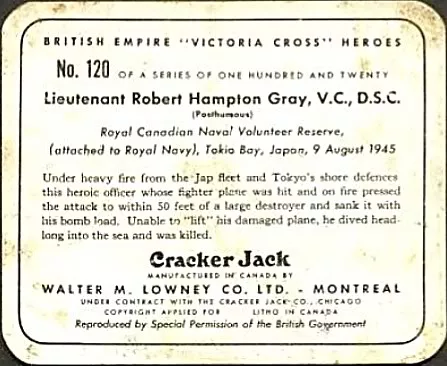 BRITISH EMPIRE "VICTORIA CROSS" HEROES
No. 120 OF A SERIES OF ONE HUNDRED AND TWENTY
Lieutenant Robert Hampton Gray, V.C., D.S.C.
(Posthumous)
Royal Canadian Naval Volunteer Reserve,
(attached to Royal Navy), Tokio Bay, Japan, 9 August 1945
Under heavy fire from the Jap fleet and Tokyo's shore defences
this heroic officer whose fighter plane was hit and on fire pressed
the attack to within 50 feet of a large destroyer and sank it with
his bomb load. Unable to "lift" his damaged plane, he dived head-
long into the sea and was killed.
Cracker Jack
MANUFACTURED IN CANADA BY
WALTER M. LOWNEY CO. LTD. - MONTREAL
UNDER CONTRACT WITH THE CRACKER JACK CO., CHICAGO
COPYRIGHT APPLIED FOR LITHO IN CANADA
Reproduced by Special Permission of the British Government